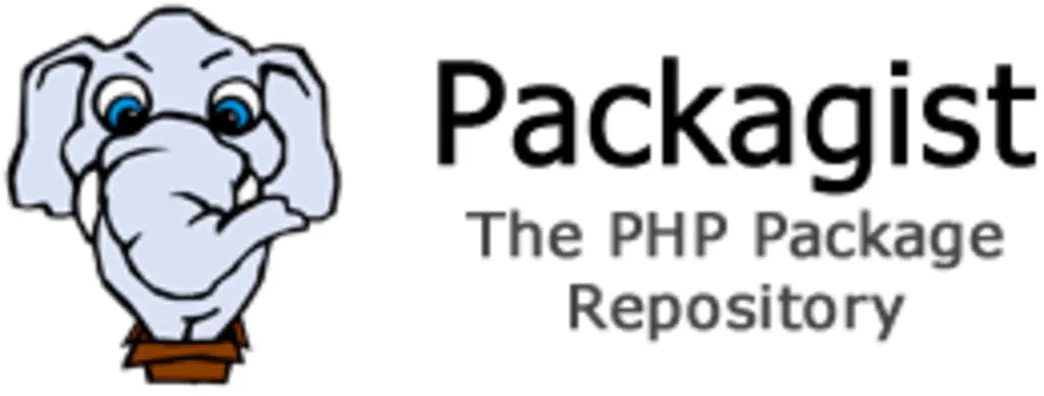 Packagist
The PHP Package
Repository